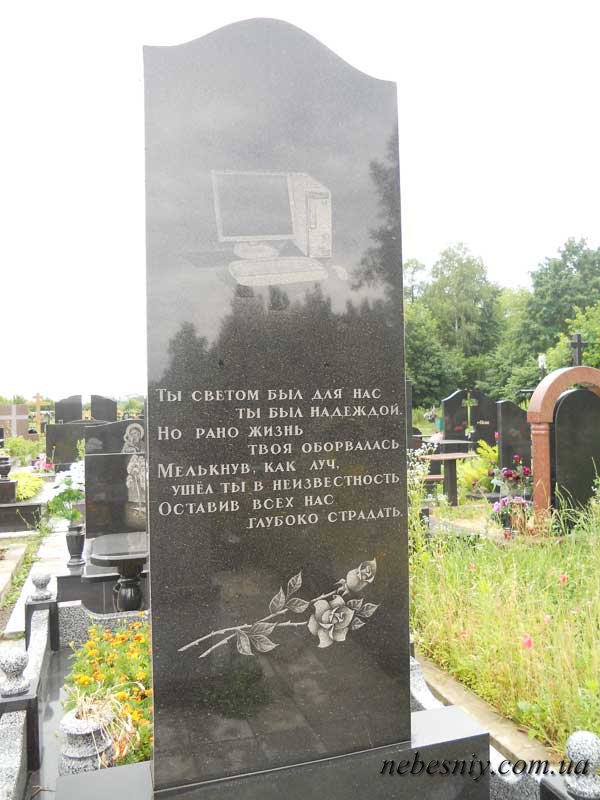 Ты светом был для нас
ты был надеждой.
Но рано жизнь
твоя оборвалась
Мелькнув, как луч,
ушёл ты в неизвестность
Оставив всех нас
глубоко страдать.
nebesniy.com.ua